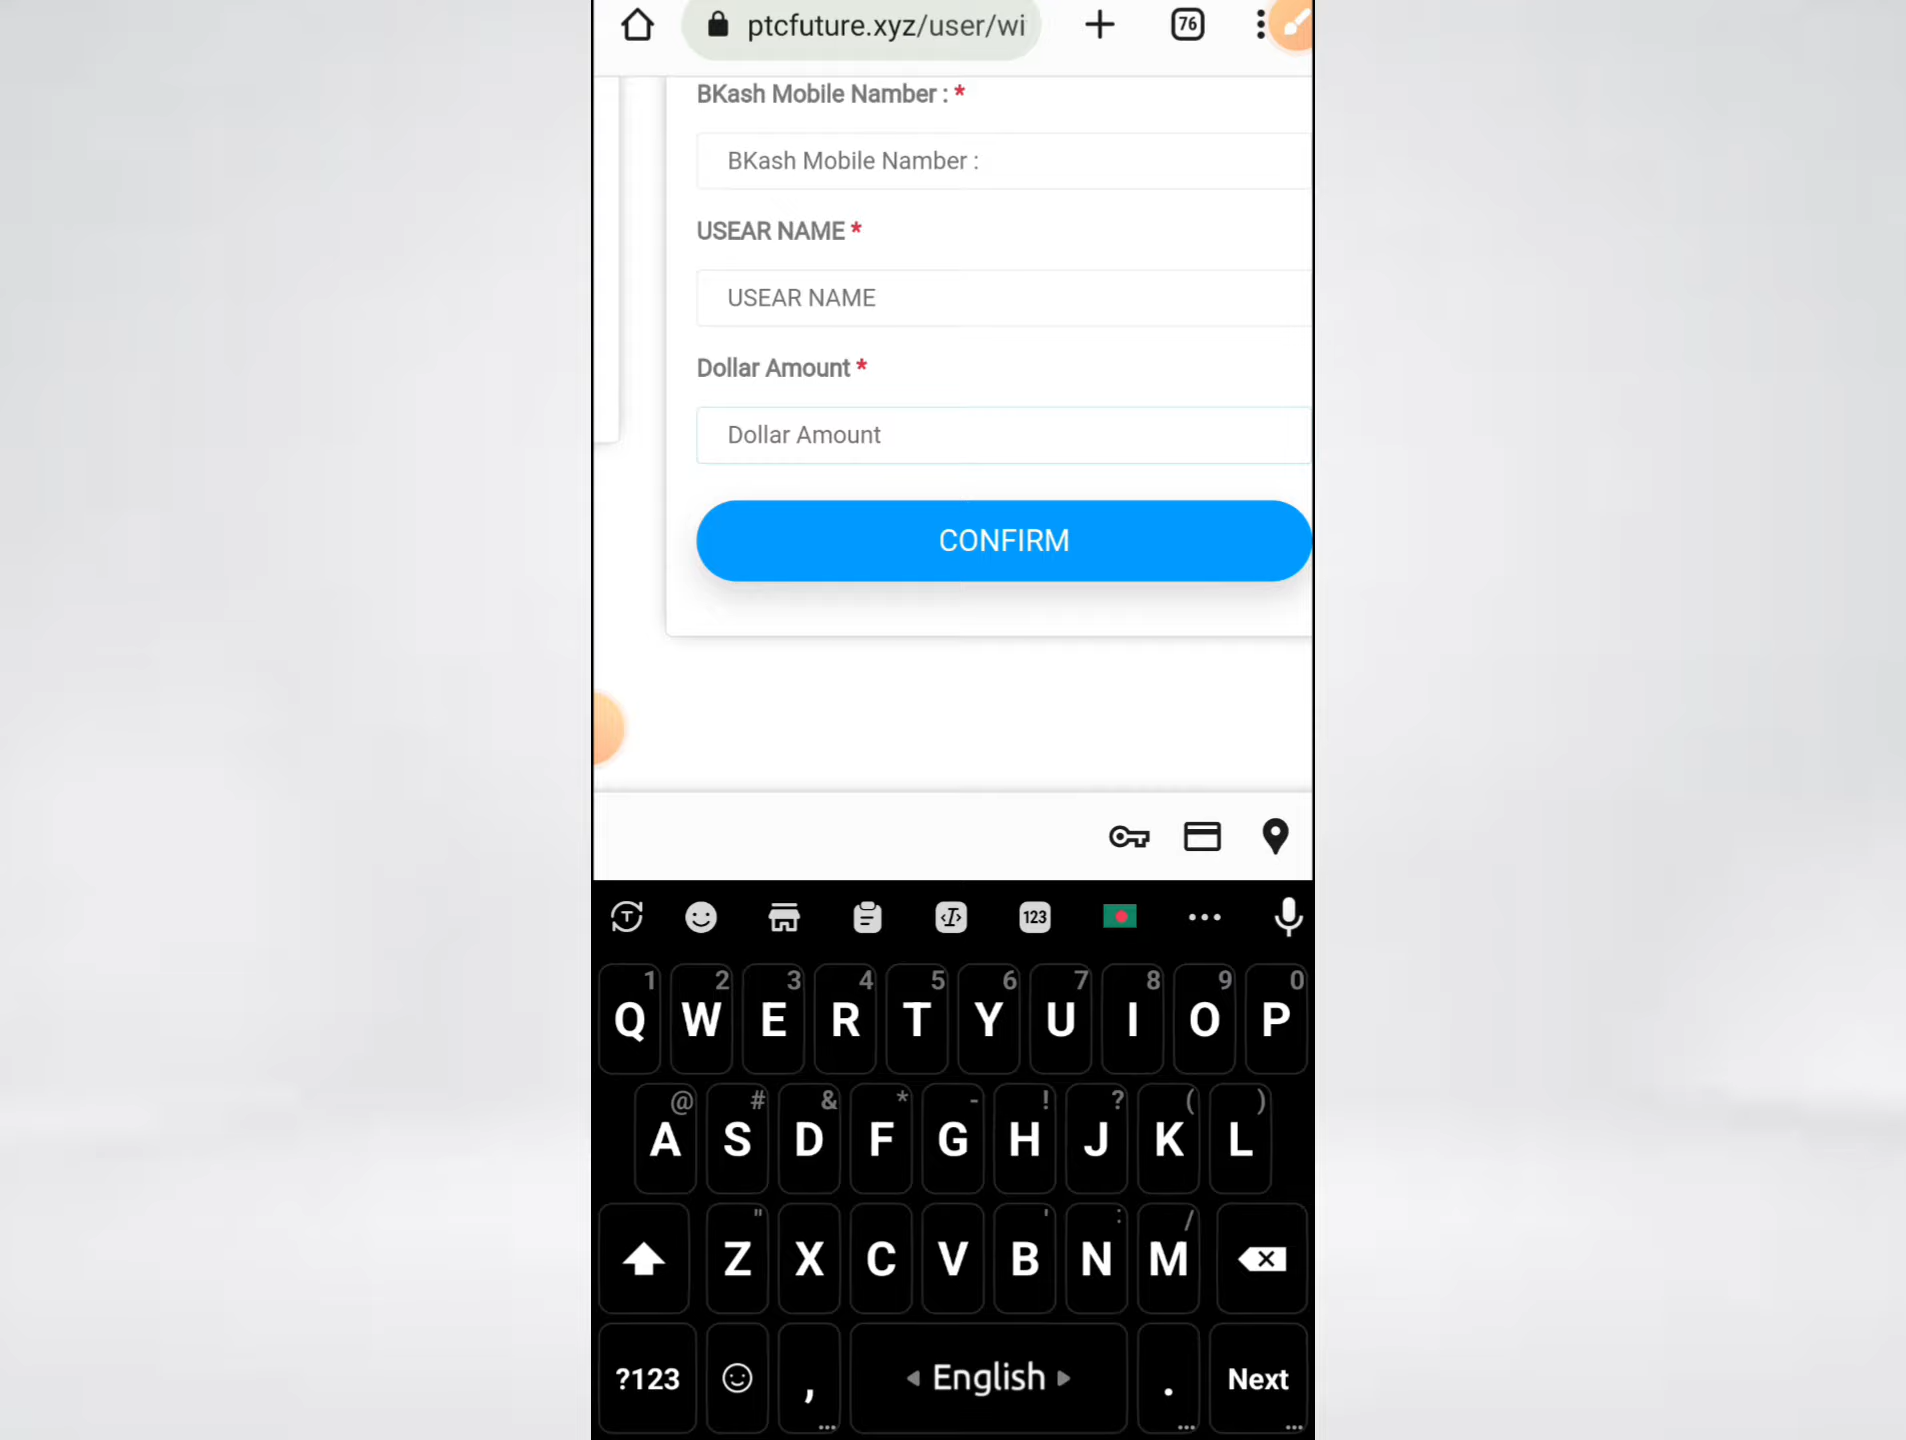 ptcfuture.xyz/user/wi 76
BKash Mobile Namber : *
BKash Mobile Namber :
USEAR NAME *
USEAR NAME
Dollar Amount *
Dollar Amount
CONFIRM
T I 123
1 2 3 4 5 6 7 8 9 0
Q W E R T Y U I O P
@ # & * - ! ? ( )
A S D F G H J K L
" ' : /
Z X C V B N M
?123 , English . Next